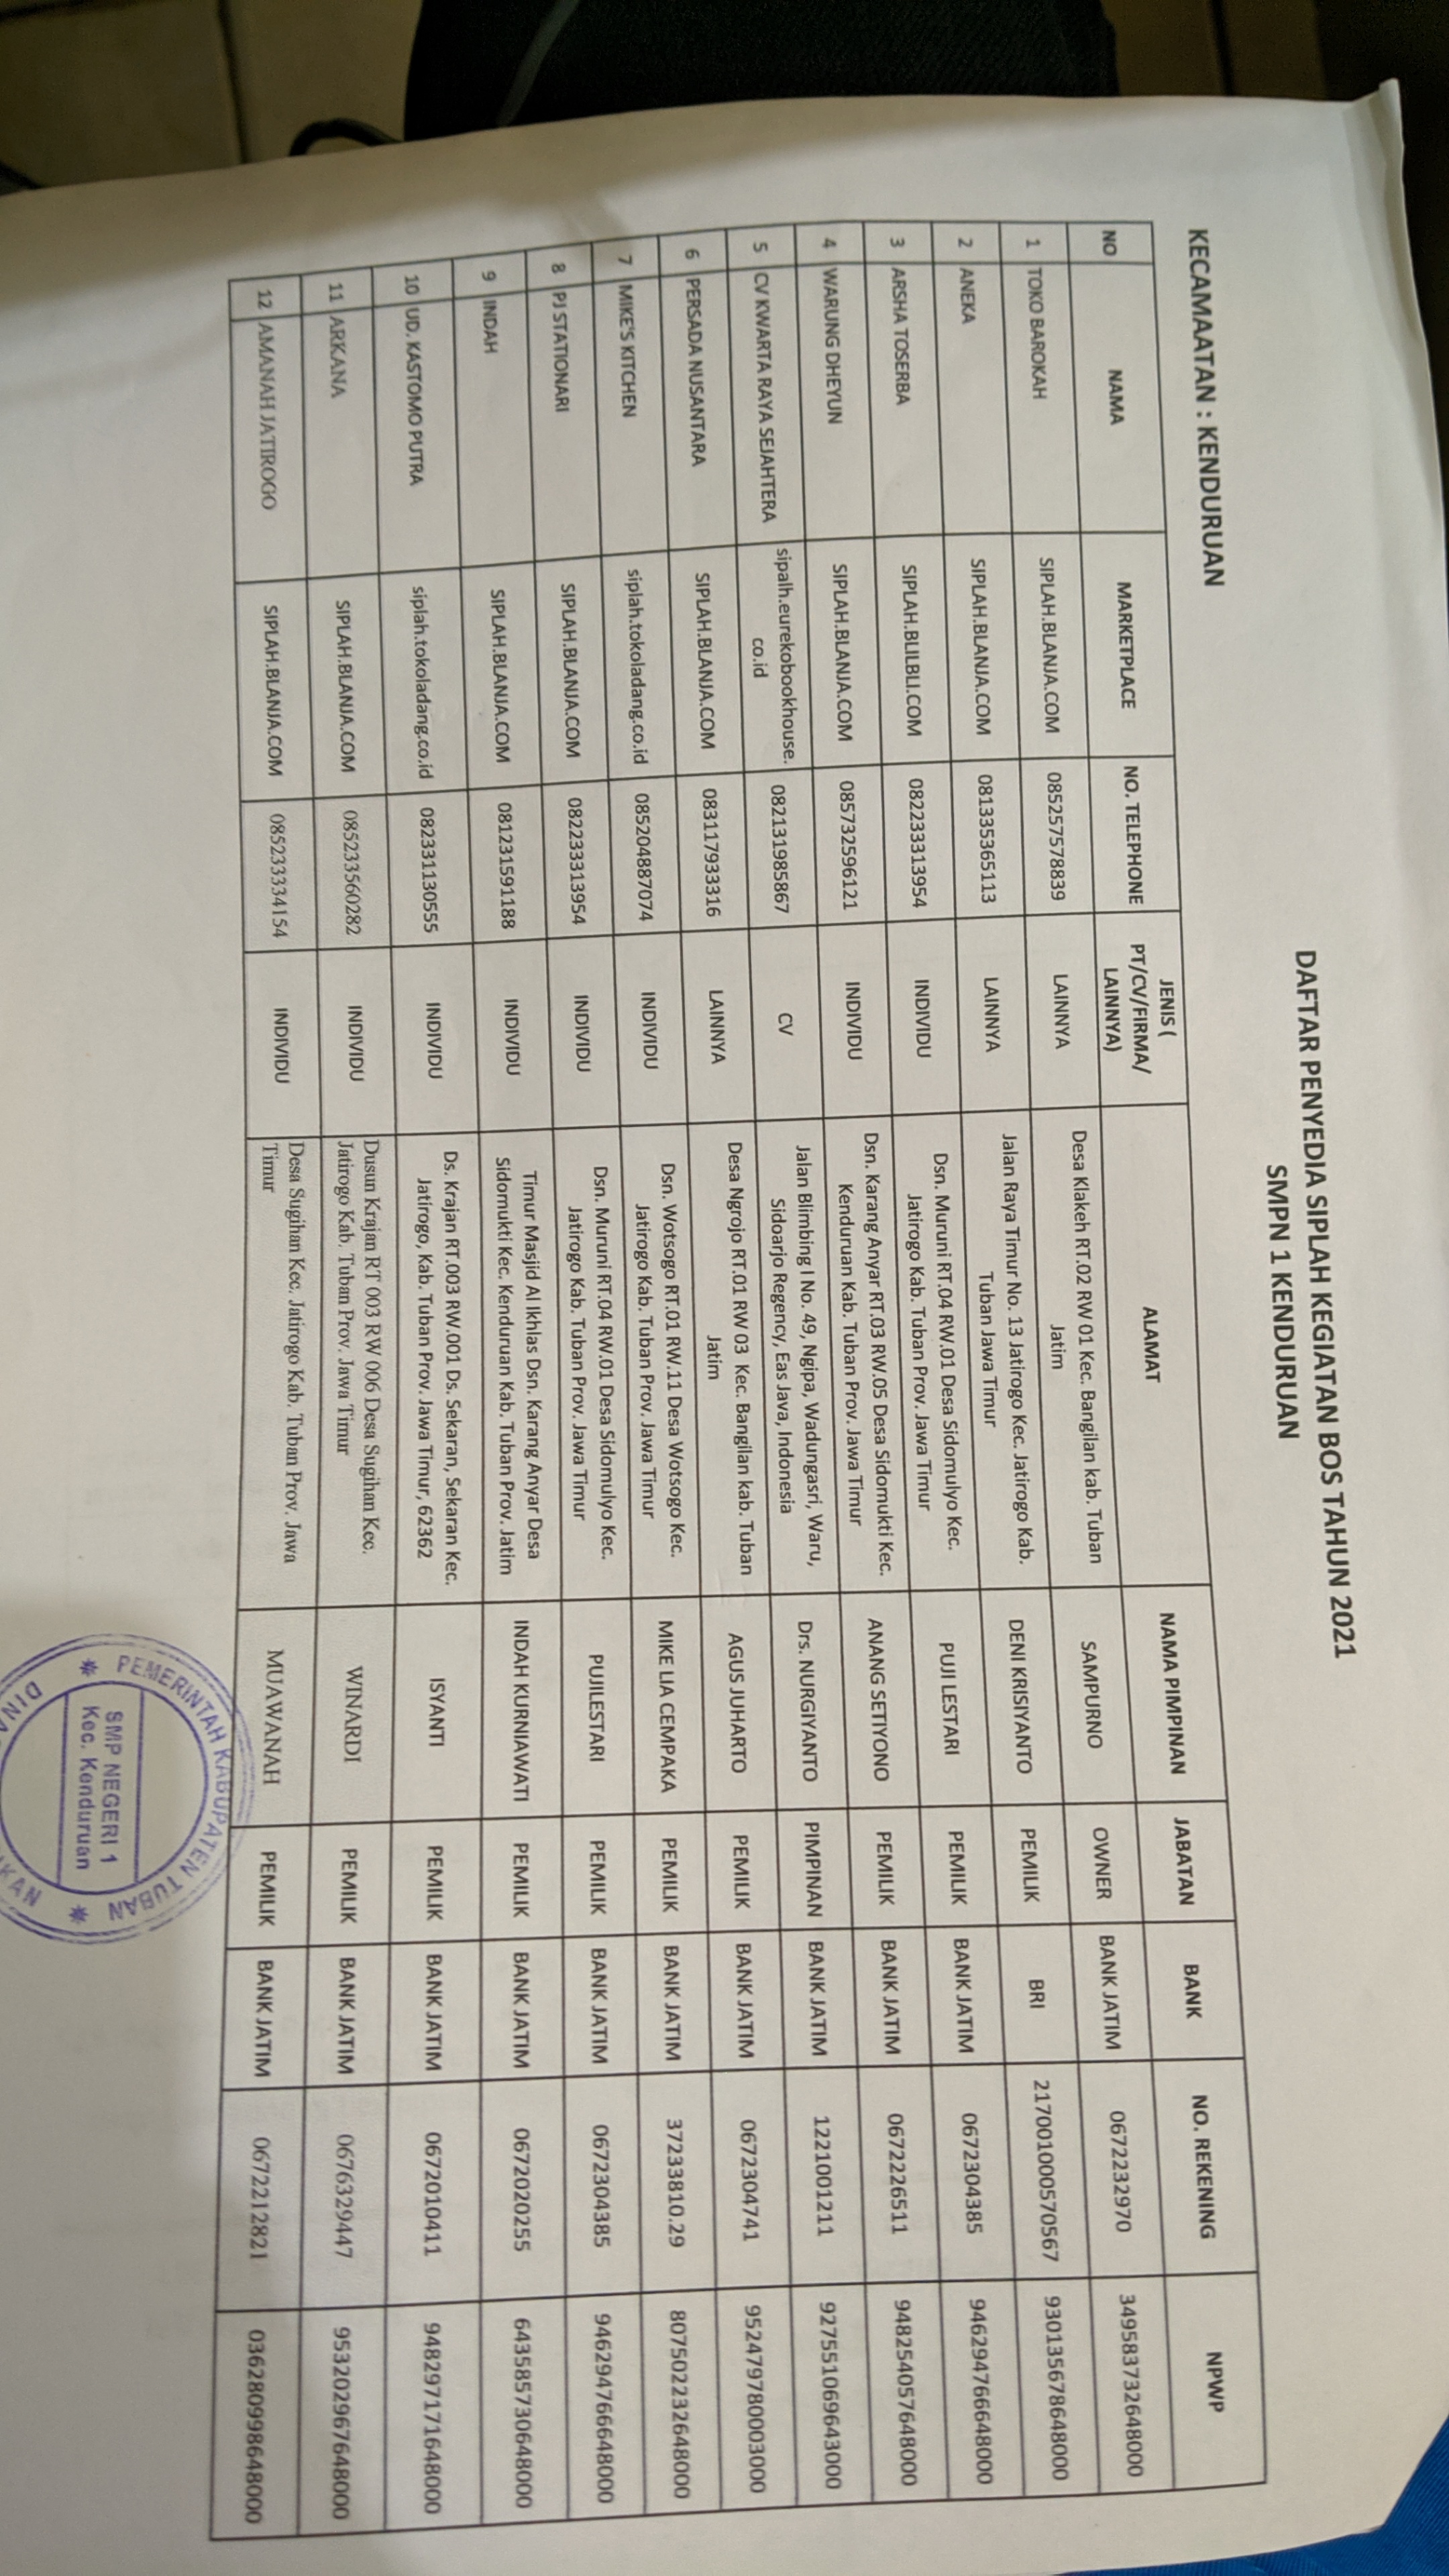 DAFTAR PENYEDIA SIPLAH KEGIATAN BOS TAHUN 2021
SMPN 1 KENDURUAN
KECAMAATAN : KENDURUAN
NO NAMA MARKETPLACE NO. TELEPHONE JENIS ( PT/CV/FIRMA/ LAINNYA) ALAMAT NAMA PIMPINAN JABATAN BANK NO. REKENING NPWP
1 TOKO BAROKAH SIPLAH.BLANJA.COM 085257578839 LAINNYA Desa Klakeh RT.02 RW 01 Kec. Bangilan kab. Tuban Jatim SAMPURNO OWNER BANK JATIM 0672232970 349583732648000
2 ANEKA SIPLAH.BLANJA.COM 081335365113 LAINNYA Jalan Raya Timur No. 13 Jatirogo Kec. Jatirogo Kab. Tuban Jawa Timur DENI KRISIYANTO PEMILIK BRI 217001000570567 930135678648000
3 ARSHA TOSERBA SIPLAH.BLILBLI.COM 082233313954 INDIVIDU Dsn. Muruni RT.04 RW.01 Desa Sidomulyo Kec. Jatirogo Kab. Tuban Prov. Jawa Timur PUJI LESTARI PEMILIK BANK JATIM 0672304385 946294766648000
4 WARUNG DHEYUN SIPLAH.BLANJA.COM 085732596121 INDIVIDU Dsn. Karang Anyar RT.03 RW.05 Desa Sidomukti Kec. Kenduruan Kab. Tuban Prov. Jawa Timur ANANG SETIYONO PEMILIK BANK JATIM 0672226511 948254057648000
5 CV KWARTA RAYA SEJAHTERA sipalh.eurekobookhouse. co.id 082131985867 CV Jalan Blimbing I No. 49, Ngipa, Wadungasri, Waru, Sidoarjo Regency, Eas Java, Indonesia Drs. NURGIYANTO PIMPINAN BANK JATIM 1221001211 927551069643000
6 PERSADA NUSANTARA SIPLAH.BLANJA.COM 083117933316 LAINNYA Desa Ngrojo RT.01 RW 03 Kec. Bangilan kab. Tuban Jatim AGUS JUHARTO PEMILIK BANK JATIM 0672304741 952479780003000
7 MIKE'S KITCHEN siplah.tokoladang.co.id 085204887074 INDIVIDU Dsn. Wotsogo RT.01 RW.11 Desa Wotsogo Kec. Jatirogo Kab. Tuban Prov. Jawa Timur MIKE LIA CEMPAKA PEMILIK BANK JATIM 37233810.29 807502232648000
8 PJ STATIONARI SIPLAH.BLANJA.COM 082233313954 INDIVIDU Dsn. Muruni RT.04 RW.01 Desa Sidomulyo Kec. Jatirogo Kab. Tuban Prov. Jawa Timur PUJILESTARI PEMILIK BANK JATIM 0672304385 946294766648000
9 INDAH SIPLAH.BLANJA.COM 081231591188 INDIVIDU Timur Masjid Al Ikhlas Dsn. Karang Anyar Desa Sidomukti Kec. Kenduruan Kab. Tuban Prov. Jatim INDAH KURNIAWATI PEMILIK BANK JATIM 0672020255 643585730648000
10 UD. KASTOMO PUTRA siplah.tokoladang.co.id 082331130555 INDIVIDU Ds. Krajan RT.003 RW.001 Ds. Sekaran, Sekaran Kec. Jatirogo, Kab. Tuban Prov. Jawa Timur, 62362 ISYANTI PEMILIK BANK JATIM 0672010411 948297171648000
11 ARKANA SIPLAH.BLANJA.COM 085233560282 INDIVIDU Dusun Krajan RT 003 RW 006 Desa Sugihan Kec. Jatirogo Kab. Tuban Prov. Jawa Timur WINARDI PEMILIK BANK JATIM 0676329447 953202967648000
12 AMANAH JATIROGO SIPLAH.BLANJA.COM 085233334154 INDIVIDU Desa Sugihan Kec. Jatirogo Kab. Tuban Prov. Jawa Timur MUAWANAH PEMILIK BANK JATIM 0672212821 036280998648000
PEMERINTAH KABUPATEN TUBAN
SMP NEGERI 1
Kec. Kenduruan